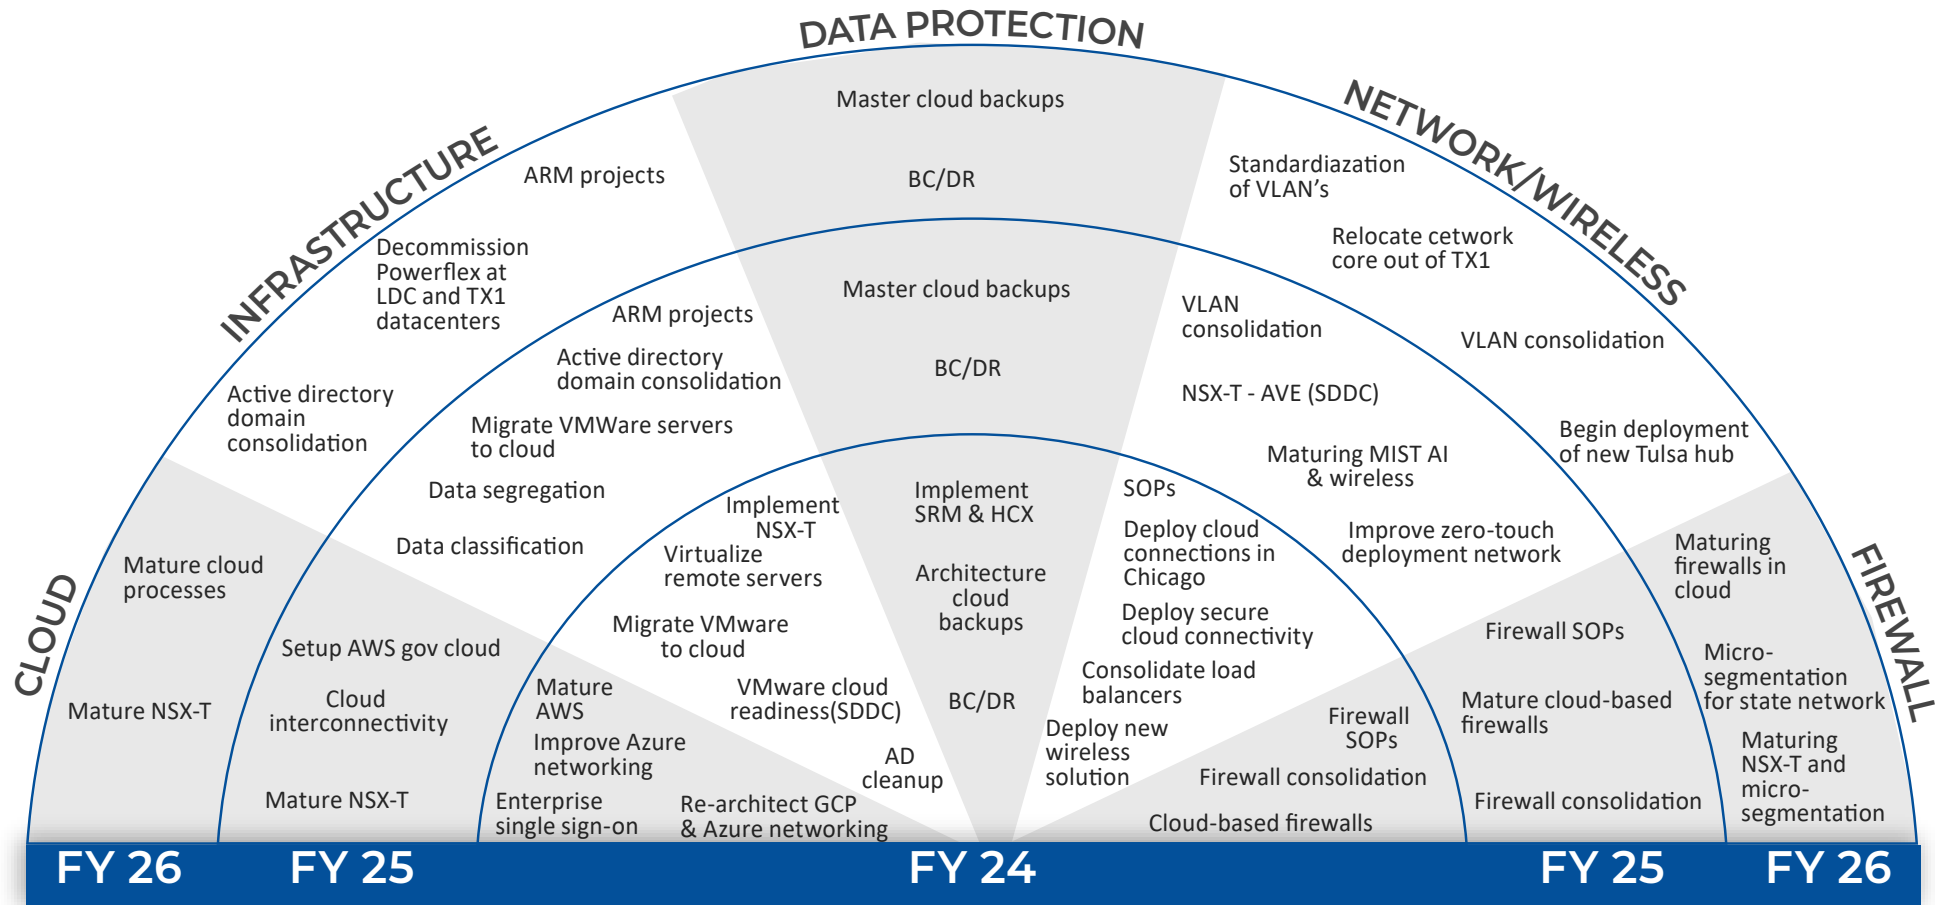 DATA PROTECTION
INFRASTRUCTURE
NETWORK/WIRELESS
CLOUD
FIREWALL
Mature cloud
processes
Mature NSX-T
Setup AWS gov cloud
Cloud
interconnectivity
Mature NSX-T
Mature
AWS
Improve Azure
networking
Enterprise
single sign-on
Re-architect GCP
& Azure networking
ARM projects
Decommission
Powerflex at
LDC and TX1
datacenters
Active directory
domain
consolidation
ARM projects
Active directory
domain consolidation
Migrate VMWare servers
to cloud
Data segregation
Data classification
Implement
NSX-T
Virtualize
remote servers
Migrate VMware
to cloud
VMware cloud
readiness(SDDC)
AD
cleanup
Master cloud backups
BC/DR
Master cloud backups
BC/DR
Implement
SRM & HCX
Architecture
cloud
backups
BC/DR
Standardiazation
of VLAN’s
Relocate cetwork
core out of TX1
VLAN consolidation
Begin deployment
of new Tulsa hub
VLAN
consolidation
NSX-T - AVE (SDDC)
Maturing MIST AI
& wireless
Improve zero-touch
deployment network
SOPs
Deploy cloud
connections in
Chicago
Deploy secure
cloud connectivity
Consolidate load
balancers
Deploy new
wireless
solution
Maturing
firewalls in
cloud
Micro-
segmentation
for state network
Maturing
NSX-T and
micro-
segmentation
Firewall SOPs
Mature cloud-based
firewalls
Firewall consolidation
Firewall
SOPs
Firewall consolidation
Cloud-based firewalls
FY 26
FY 25
FY 24
FY 25
FY 26